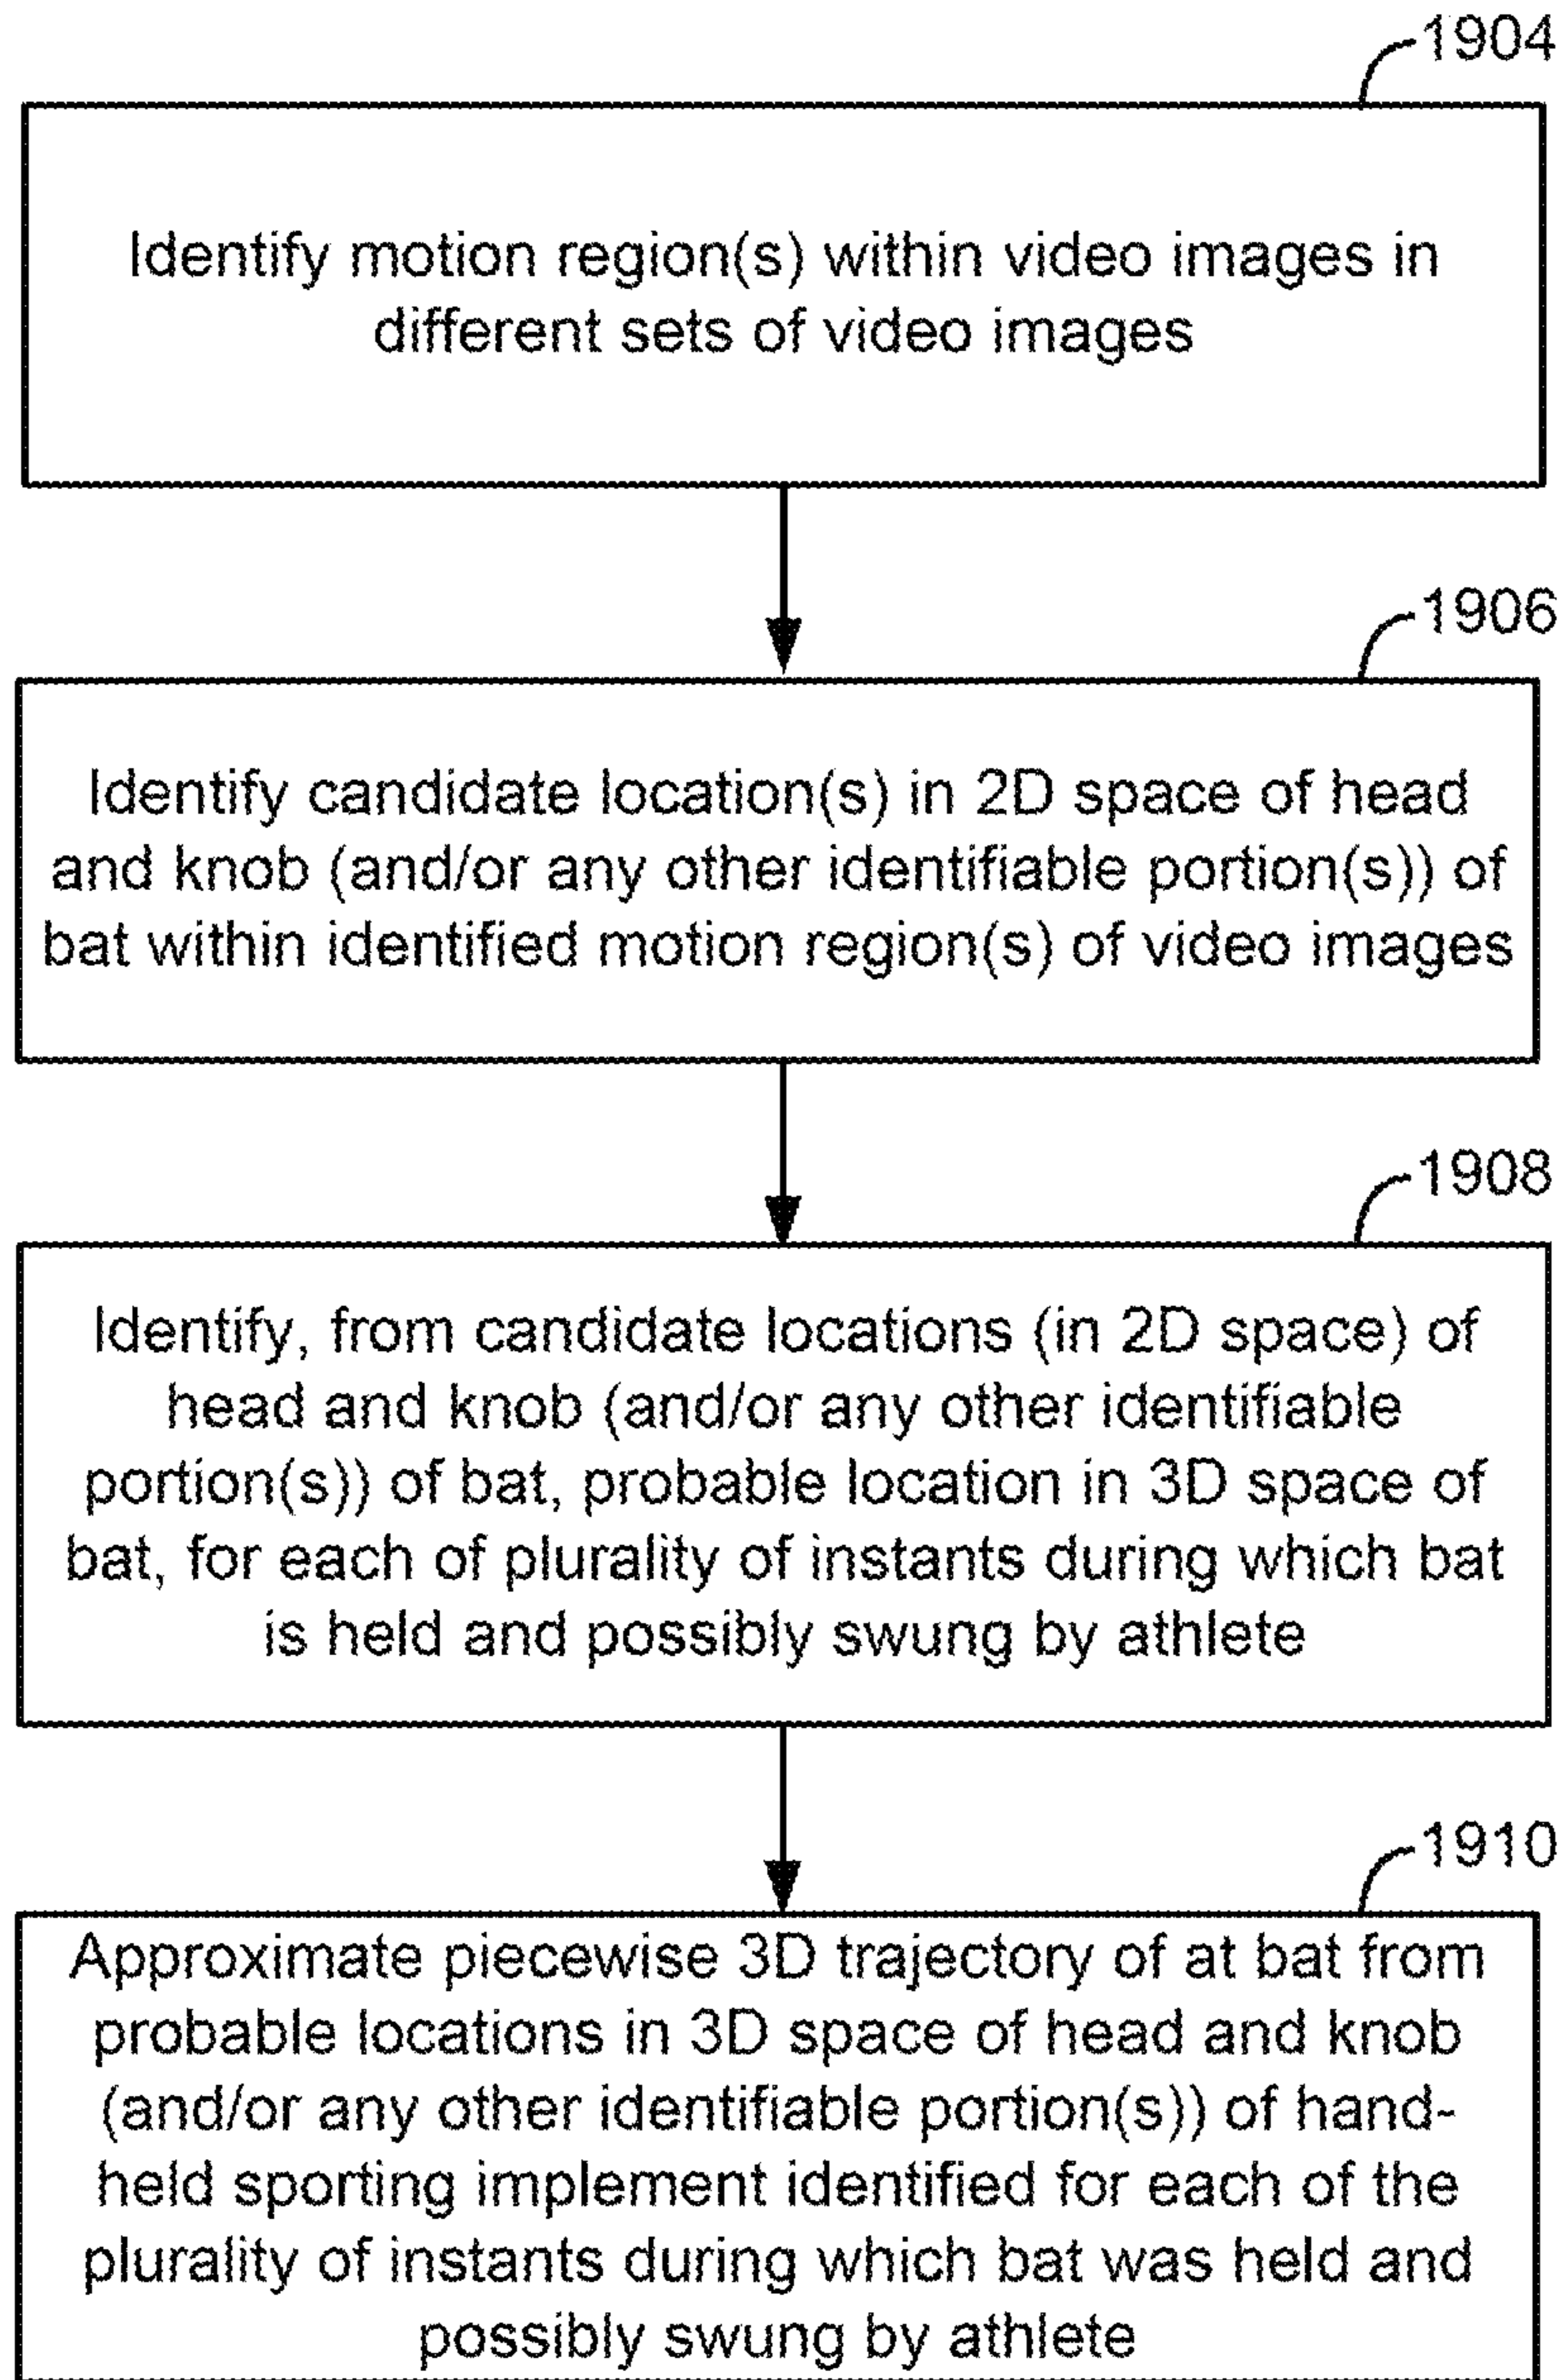 1904
Identify motion region(s) within video images in
different sets of video images
1906
Identify candidate location(s) in 2D space of head
and knob (and/or any other identifiable portion(s)) of
bat within identified motion region(s) of video images
1908
Identify, from candidate locations (in 2D space) of
head and knob (and/or any other identifiable
portion(s)) of bat, probable location in 3D space of
bat, for each of plurality of instants during which bat
is held and possibly swung by athlete
1910
Approximate piecewise 3D trajectory of at bat from
probable locations in 3D space of head and knob
(and/or any other identifiable portion(s)) of hand-
held sporting implement identified for each of the
plurality of instants during which bat was held and
possibly swung by athlete